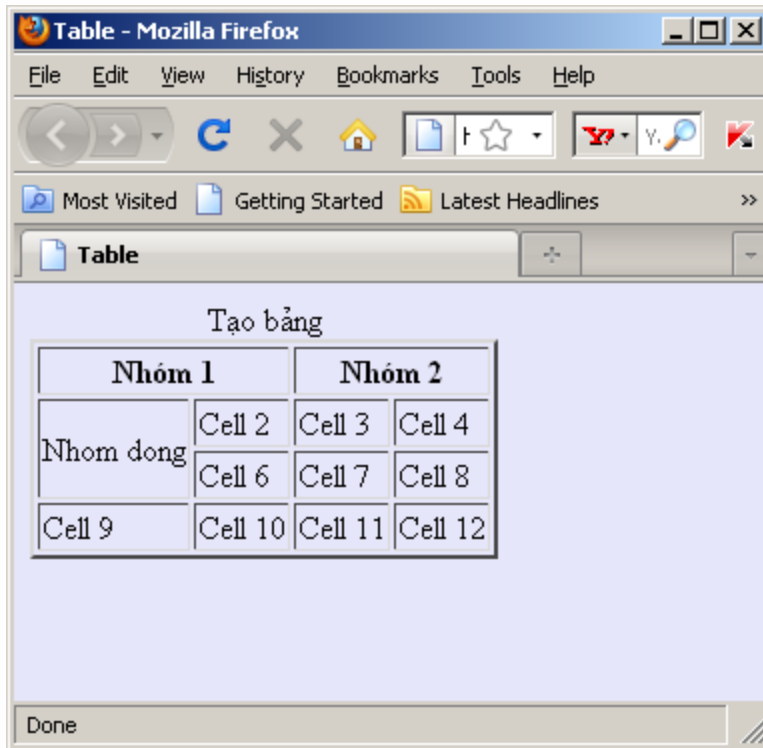 Table - Mozilla Firefox
File Edit View History Bookmarks Tools Help
Most Visited Getting Started Latest Headlines »
Table
Tạo bảng
Nhóm 1 Nhóm 2
Nhom dong Cell 2 Cell 3 Cell 4
Cell 6 Cell 7 Cell 8
Cell 9 Cell 10 Cell 11 Cell 12
Done